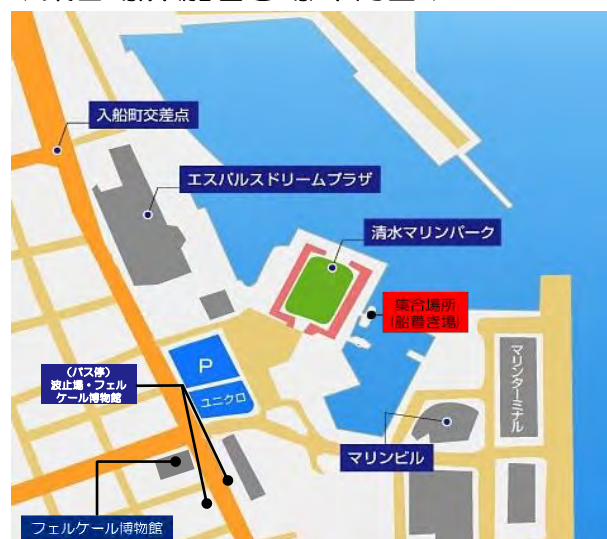 入船町交差点
エスパルスドリームプラザ
清水マリンパーク
集合場所
(船着き場)
マリンターミナル
P
ユニクロ
(バス停)
波止場・フェル
ケール博物館
マリンビル
フェルケール博物館